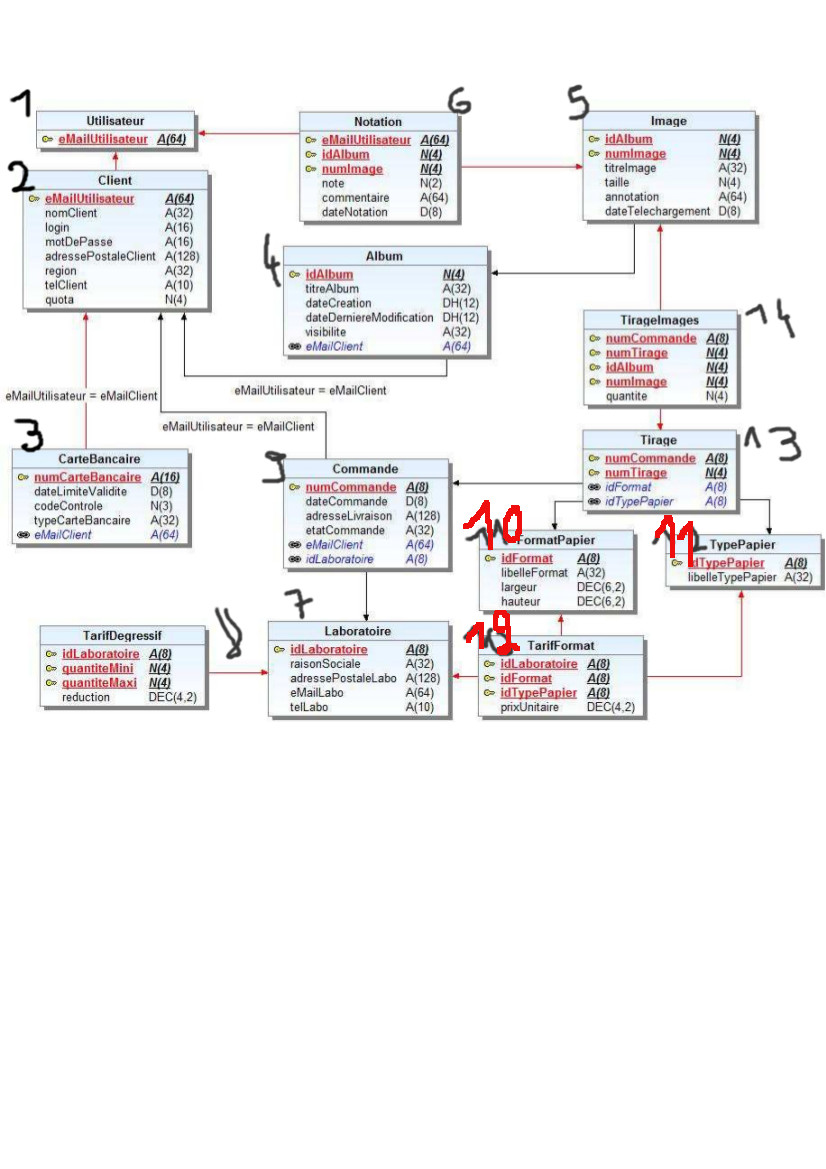 1
Utilisateur
eMailUtilisateur A(64)
2
Client
eMailUtilisateur A(64)
nomClient A(32)
login A(16)
motDePasse A(16)
adressePostaleClient A(128)
region A(32)
telClient A(10)
quota N(4)
6
Notation
eMailUtilisateur A(64)
idAlbum N(4)
numImage N(4)
note N(2)
commentaire A(64)
dateNotation D(8)
5
Image
idAlbum N(4)
numImage N(4)
titreImage A(32)
taille N(4)
annotation A(64)
dateTelechargement D(8)
4
Album
idAlbum N(4)
titreAlbum A(32)
dateCreation DH(12)
dateDerniereModification DH(12)
visibilite A(32)
eMailClient A(64)
14
TirageImages
numCommande A(8)
numTirage N(4)
idAlbum N(4)
numImage N(4)
quantite N(4)
eMailUtilisateur = eMailClient
eMailUtilisateur = eMailClient
eMailUtilisateur = eMailClient
3
CarteBancaire
numCarteBancaire A(16)
dateLimiteValidite D(8)
codeControle N(3)
typeCarteBancaire A(32)
eMailClient A(64)
9
Commande
numCommande A(8)
dateCommande D(8)
adresseLivraison A(128)
etatCommande A(32)
eMailClient A(64)
idLaboratoire A(8)
13
Tirage
numCommande A(8)
numTirage N(4)
idFormat A(8)
idTypePapier A(8)
10
FormatPapier
idFormat A(8)
libelleFormat A(32)
largeur DEC(6,2)
hauteur DEC(6,2)
11
TypePapier
idTypePapier A(8)
libelleTypePapier A(32)
8
TarifDegressif
idLaboratoire A(8)
quantiteMini N(4)
quantiteMaxi N(4)
reduction DEC(4,2)
7
Laboratoire
idLaboratoire A(8)
raisonSociale A(32)
adressePostaleLabo A(128)
eMailLabo A(64)
telLabo A(10)
12
TarifFormat
idLaboratoire A(8)
idFormat A(8)
idTypePapier A(8)
prixUnitaire DEC(4,2)